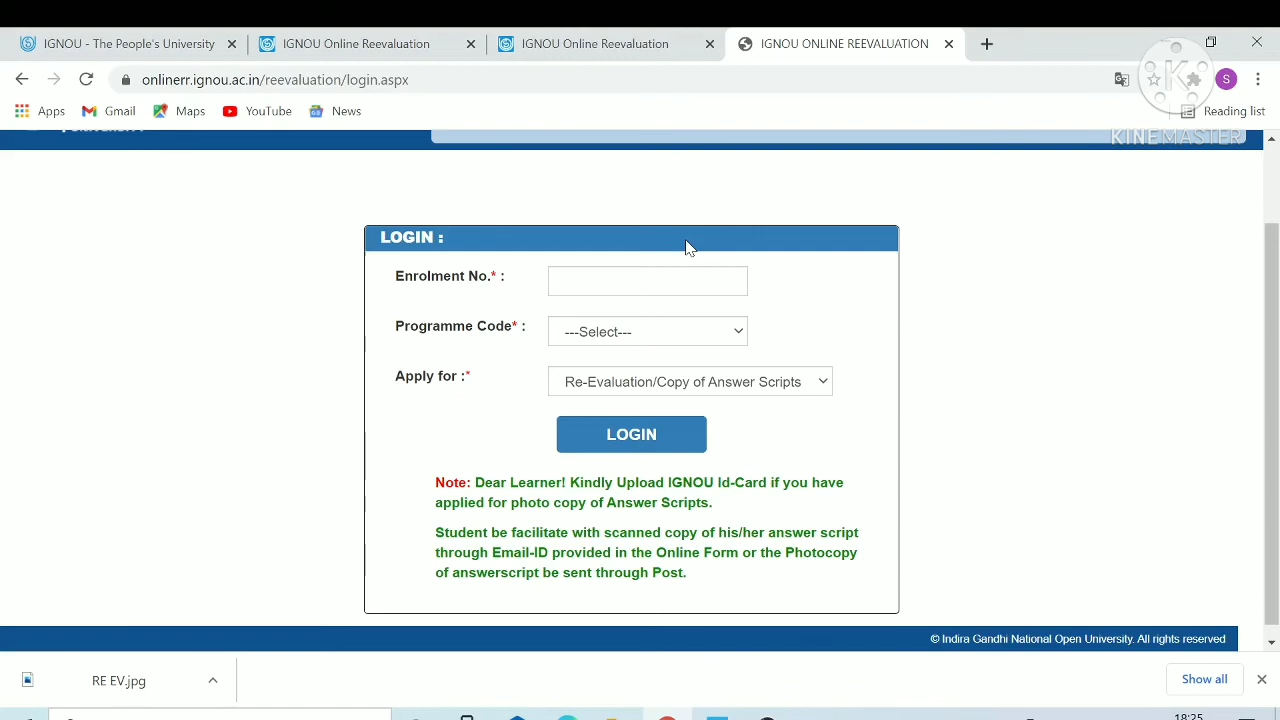 IGNOU - The People's University
IGNOU Online Reevaluation
IGNOU Online Reevaluation
IGNOU ONLINE REEVALUATION
onlinerr.ignou.ac.in/reevaluation/login.aspx
S
Apps
Gmail
Maps
YouTube
News
Reading list
K
KINEMASTER
LOGIN :
Enrolment No.* :
Programme Code* :
---Select---
Apply for :*
Re-Evaluation/Copy of Answer Scripts
LOGIN
Note: Dear Learner! Kindly Upload IGNOU Id-Card if you have
applied for photo copy of Answer Scripts.
Student be facilitate with scanned copy of his/her answer script
through Email-ID provided in the Online Form or the Photocopy
of answerscript be sent through Post.
© Indira Gandhi National Open University. All rights reserved
RE EV.jpg
Show all
18:25